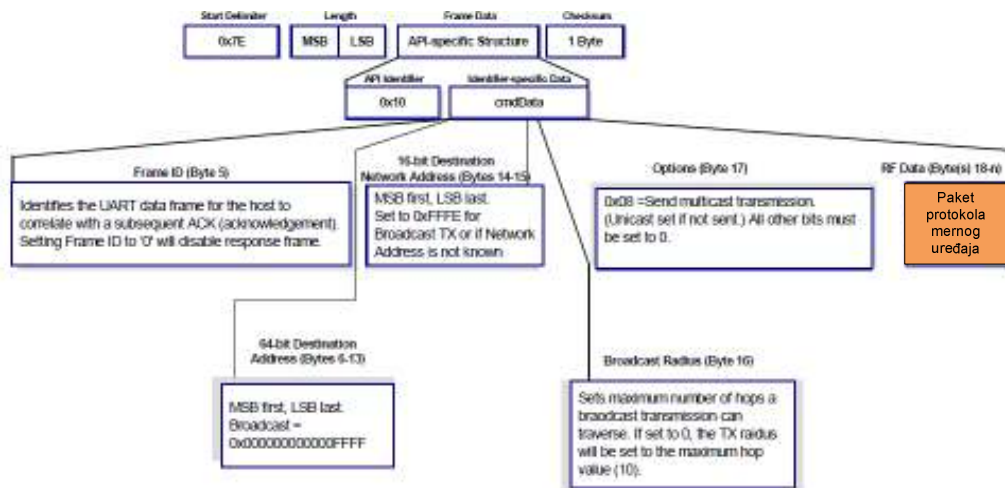 Start Delimiter
Length
Frame Data
Checksum
0x7E
MSB
LSB
API-specific Structure
1 Byte
API Identifier
Identifier-specific Data
0x10
cmdData
Frame ID (Byte 5)
Identifies the UART data frame for the host to
correlate with a subsequent ACK (acknowledgement).
Setting Frame ID to '0' will disable response frame.
16-bit Destination
Network Address (Bytes 14-15)
MSB first, LSB last.
Set to 0xFFFE for
Broadcast TX or if Network
Address is not known
Options (Byte 17)
0x08 =Send multicast transmission.
(Unicast set if not sent.) All other bits must
be set to 0.
RF Data (Byte(s) 18-n)
Paket
protokola
mernog
uređaja
64-bit Destination
Address (Bytes 6-13)
MSB first, LSB last.
Broadcast =
0x000000000000FFFF
Broadcast Radius (Byte 16)
Sets maximum number of hops a
braodcast transmission can
traverse. If set to 0, the TX raidus
will be set to the maximum hop
value (10).